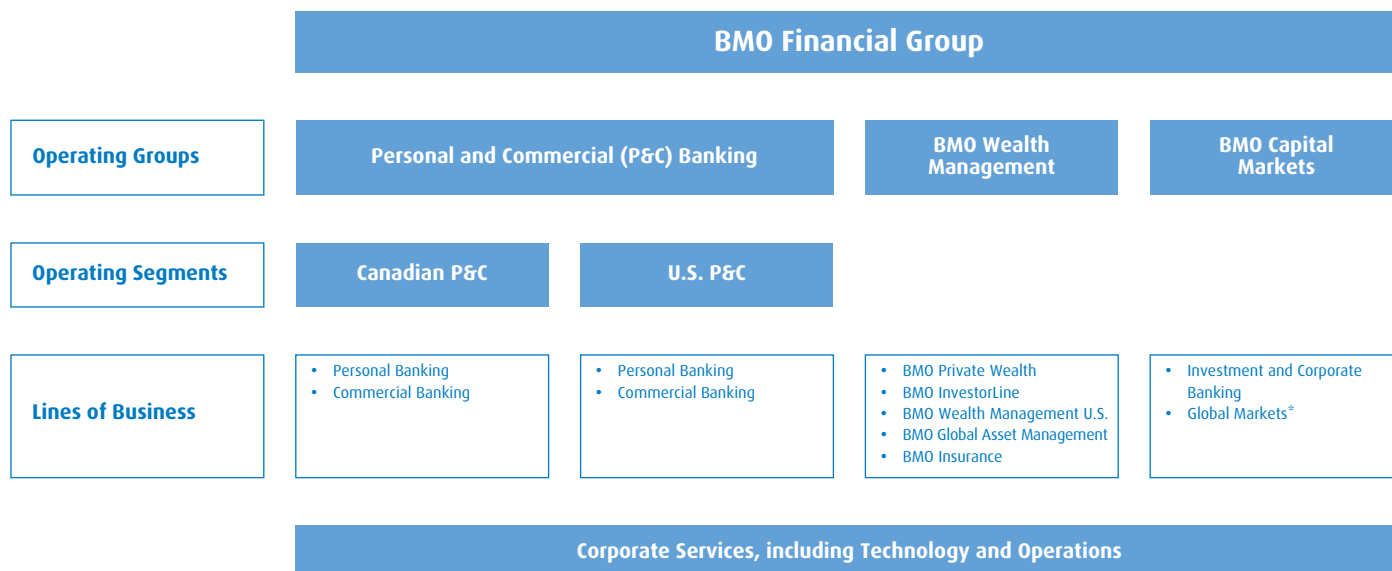 BMO Financial Group
Operating Groups
Personal and Commercial (P&C) Banking
BMO Wealth
Management
BMO Capital
Markets
Operating Segments
Canadian P&C
U.S. P&C
Lines of Business
• Personal Banking
• Commercial Banking
• Personal Banking
• Commercial Banking
• BMO Private Wealth
• BMO InvestorLine
• BMO Wealth Management U.S.
• BMO Global Asset Management
• BMO Insurance
• Investment and Corporate
Banking
• Global Markets*
Corporate Services, including Technology and Operations